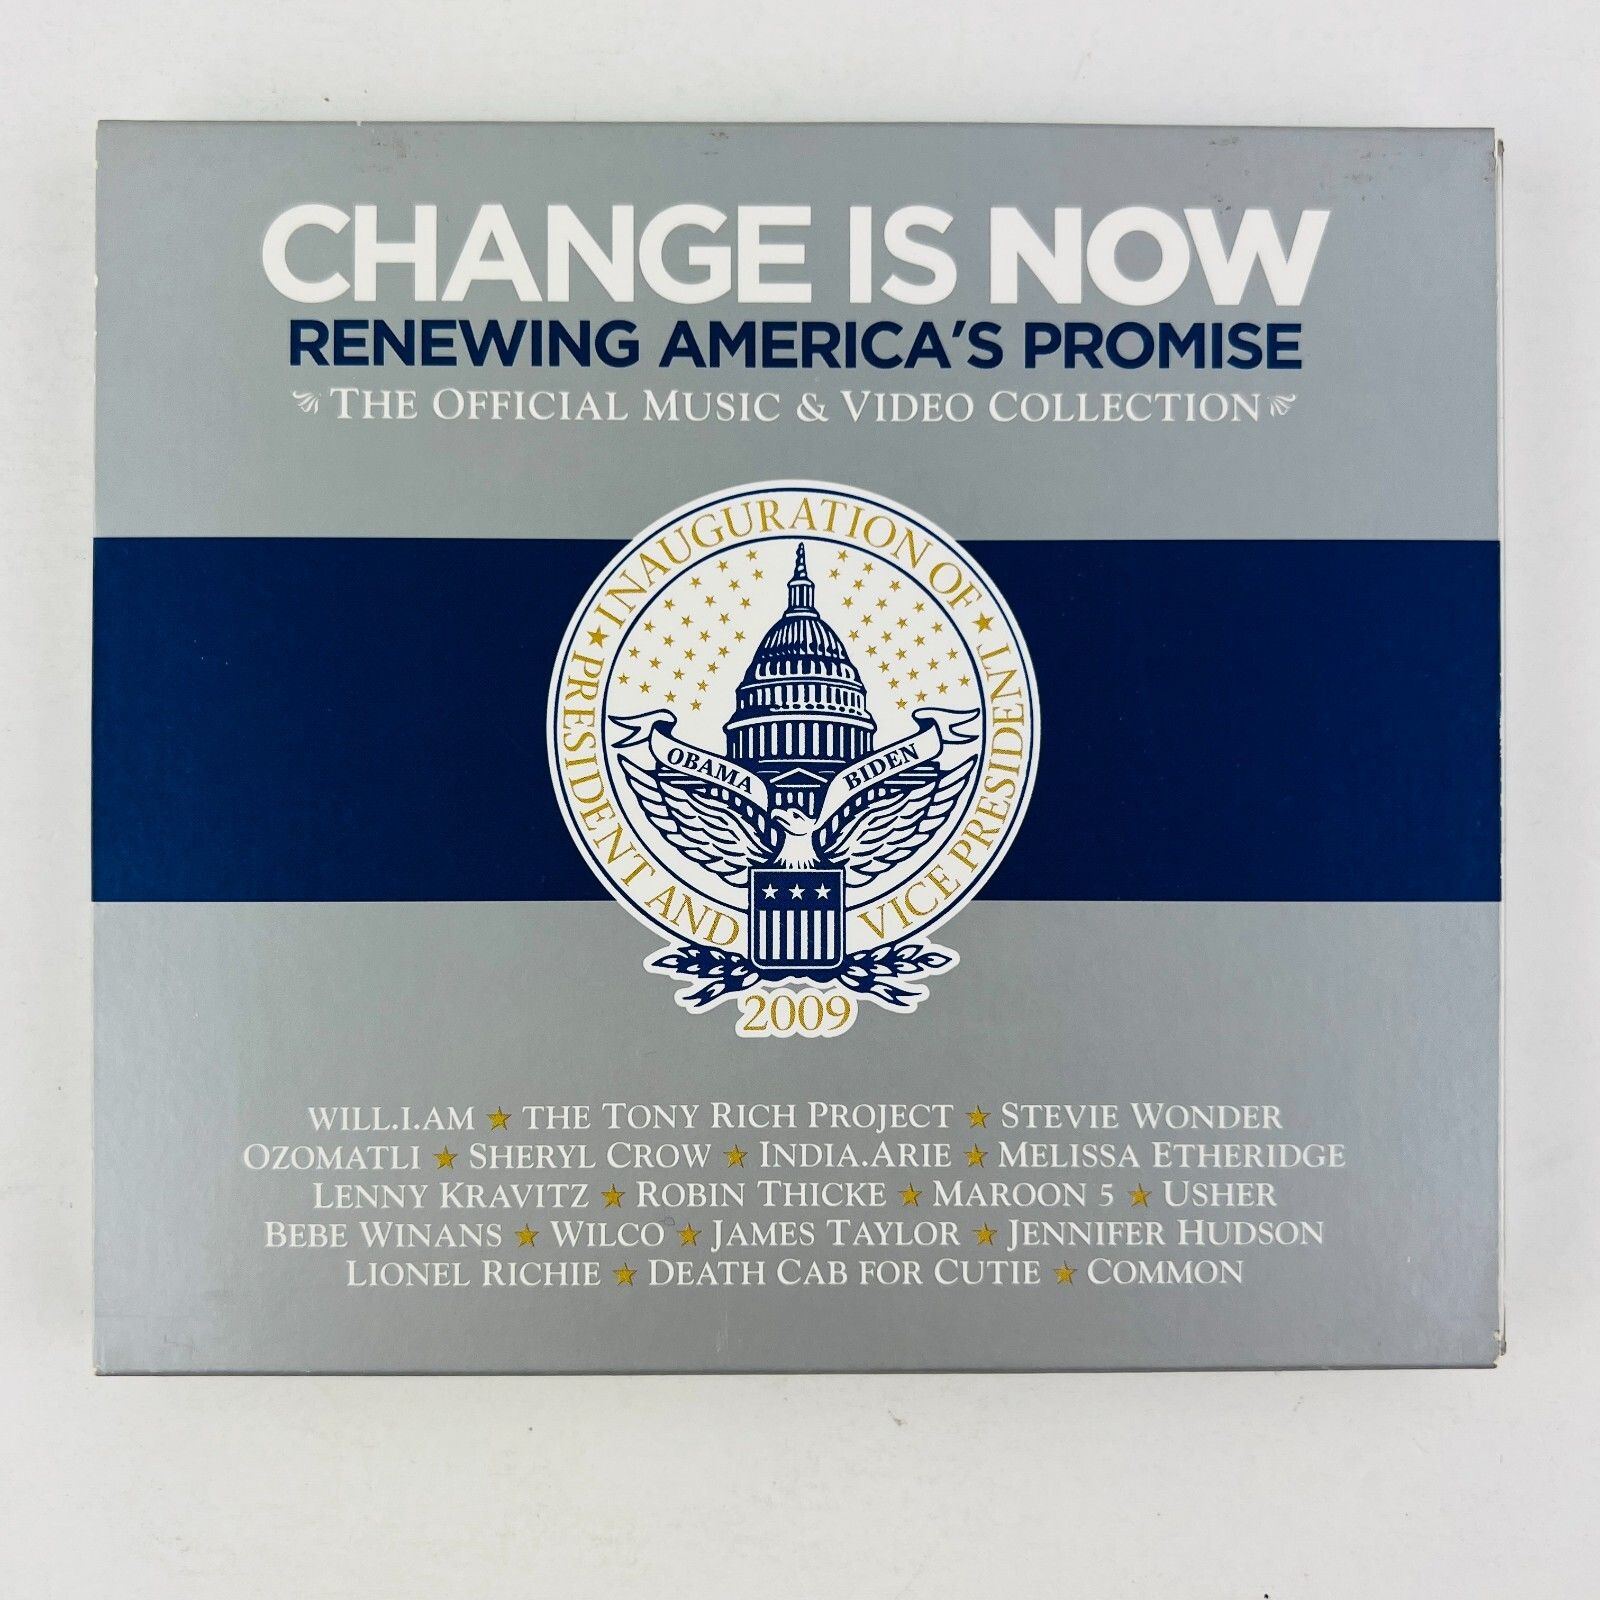 CHANGE IS NOW
RENEWING AMERICA'S PROMISE
THE OFFICIAL MUSIC & VIDEO COLLECTION
INAUGURATION OF
PRESIDENT AND VICE PRESIDENT
OBAMA BIDEN
2009
WILL.I.AM ★ THE TONY RICH PROJECT ★ STEVIE WONDER
OZOMATLI ★ SHERYL CROW ★ INDIA.ARIE ★ MELISSA ETHERIDGE
LENNY KRAVITZ ★ ROBIN THICKE ★ MAROON 5 ★ USHER
BEBE WINANS ★ WILCO ★ JAMES TAYLOR ★ JENNIFER HUDSON
LIONEL RICHIE ★ DEATH CAB FOR CUTIE ★ COMMON